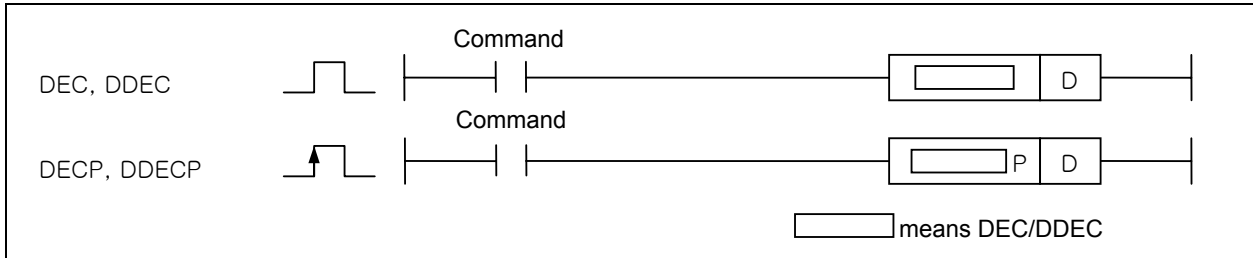 Command
DEC, DDEC D
Command
DECP, DDECP P D
means DEC/DDEC